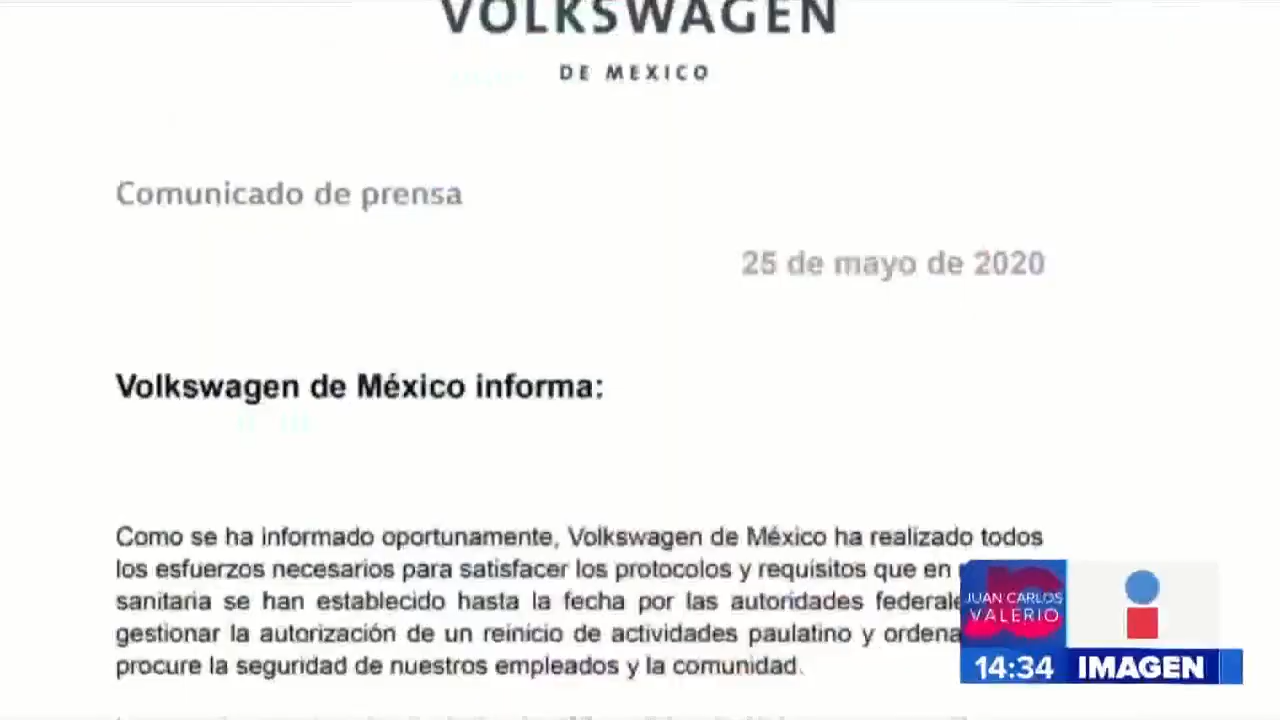 VOLKSWAGEN
DE MEXICO
Comunicado de prensa
25 de mayo de 2020
Volkswagen de México informa:
Como se ha informado oportunamente, Volkswagen de México ha realizado todos
los esfuerzos necesarios para satisfacer los protocolos y requisitos que en
sanitaria se han establecido hasta la fecha por las autoridades
gestionar la autorización de un reinicio de actividades paulatino y
procure la seguridad de nuestros empleados y la comunidad.
JUAN CARLOS
VALERIO
14:34 IMAGEN